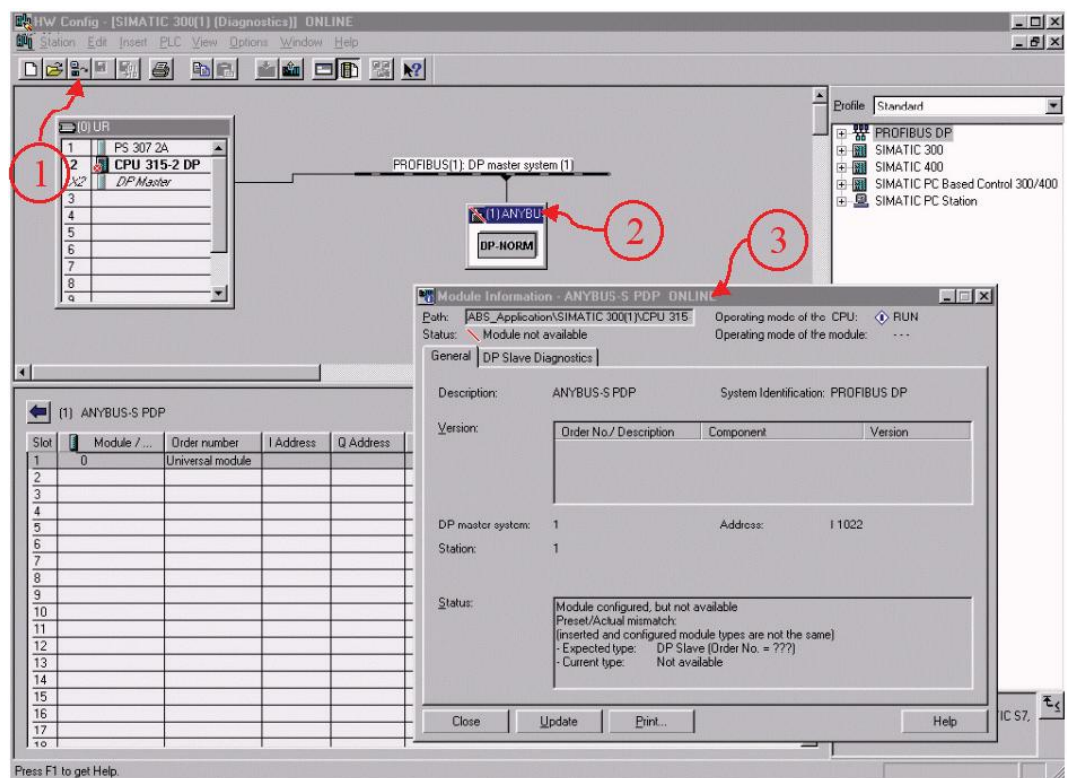 HW Config - [SIMATIC 300(1) (Diagnostics)] ONLINE
Station Edit Insert PLC View Options Window Help
(0) UR
1 PS 307 2A
2 CPU 315-2 DP
X2 DP Master
3
4
5
6
7
8
9
1
PROFIBUS(1): DP master system (1)
(1) ANYBU
DP-NORM
2
3
Profile Standard
PROFIBUS DP
SIMATIC 300
SIMATIC 400
SIMATIC PC Based Control 300/400
SIMATIC PC Station
(1) ANYBUS-S PDP
Slot Module / ... Order number I Address Q Address
1 0 Universal module
2
3
4
5
6
7
8
9
10
11
12
13
14
15
16
17
18
Module Information - ANYBUS-S PDP ONLINE
Path: ABS_Application\SIMATIC 300(1)\CPU 315 Operating mode of the CPU: RUN
Status: Module not available Operating mode of the module: ---
General DP Slave Diagnostics
Description: ANYBUS-S PDP System Identification: PROFIBUS DP
Version: Order No./ Description Component Version
DP master system: 1 Address: I 1022
Station: 1
Status: Module configured, but not available
Preset/Actual mismatch:
(inserted and configured module types are not the same)
- Expected type: DP Slave (Order No. = ???)
- Current type: Not available
Close Update Print... Help
TIC S7,
Press F1 to get Help.